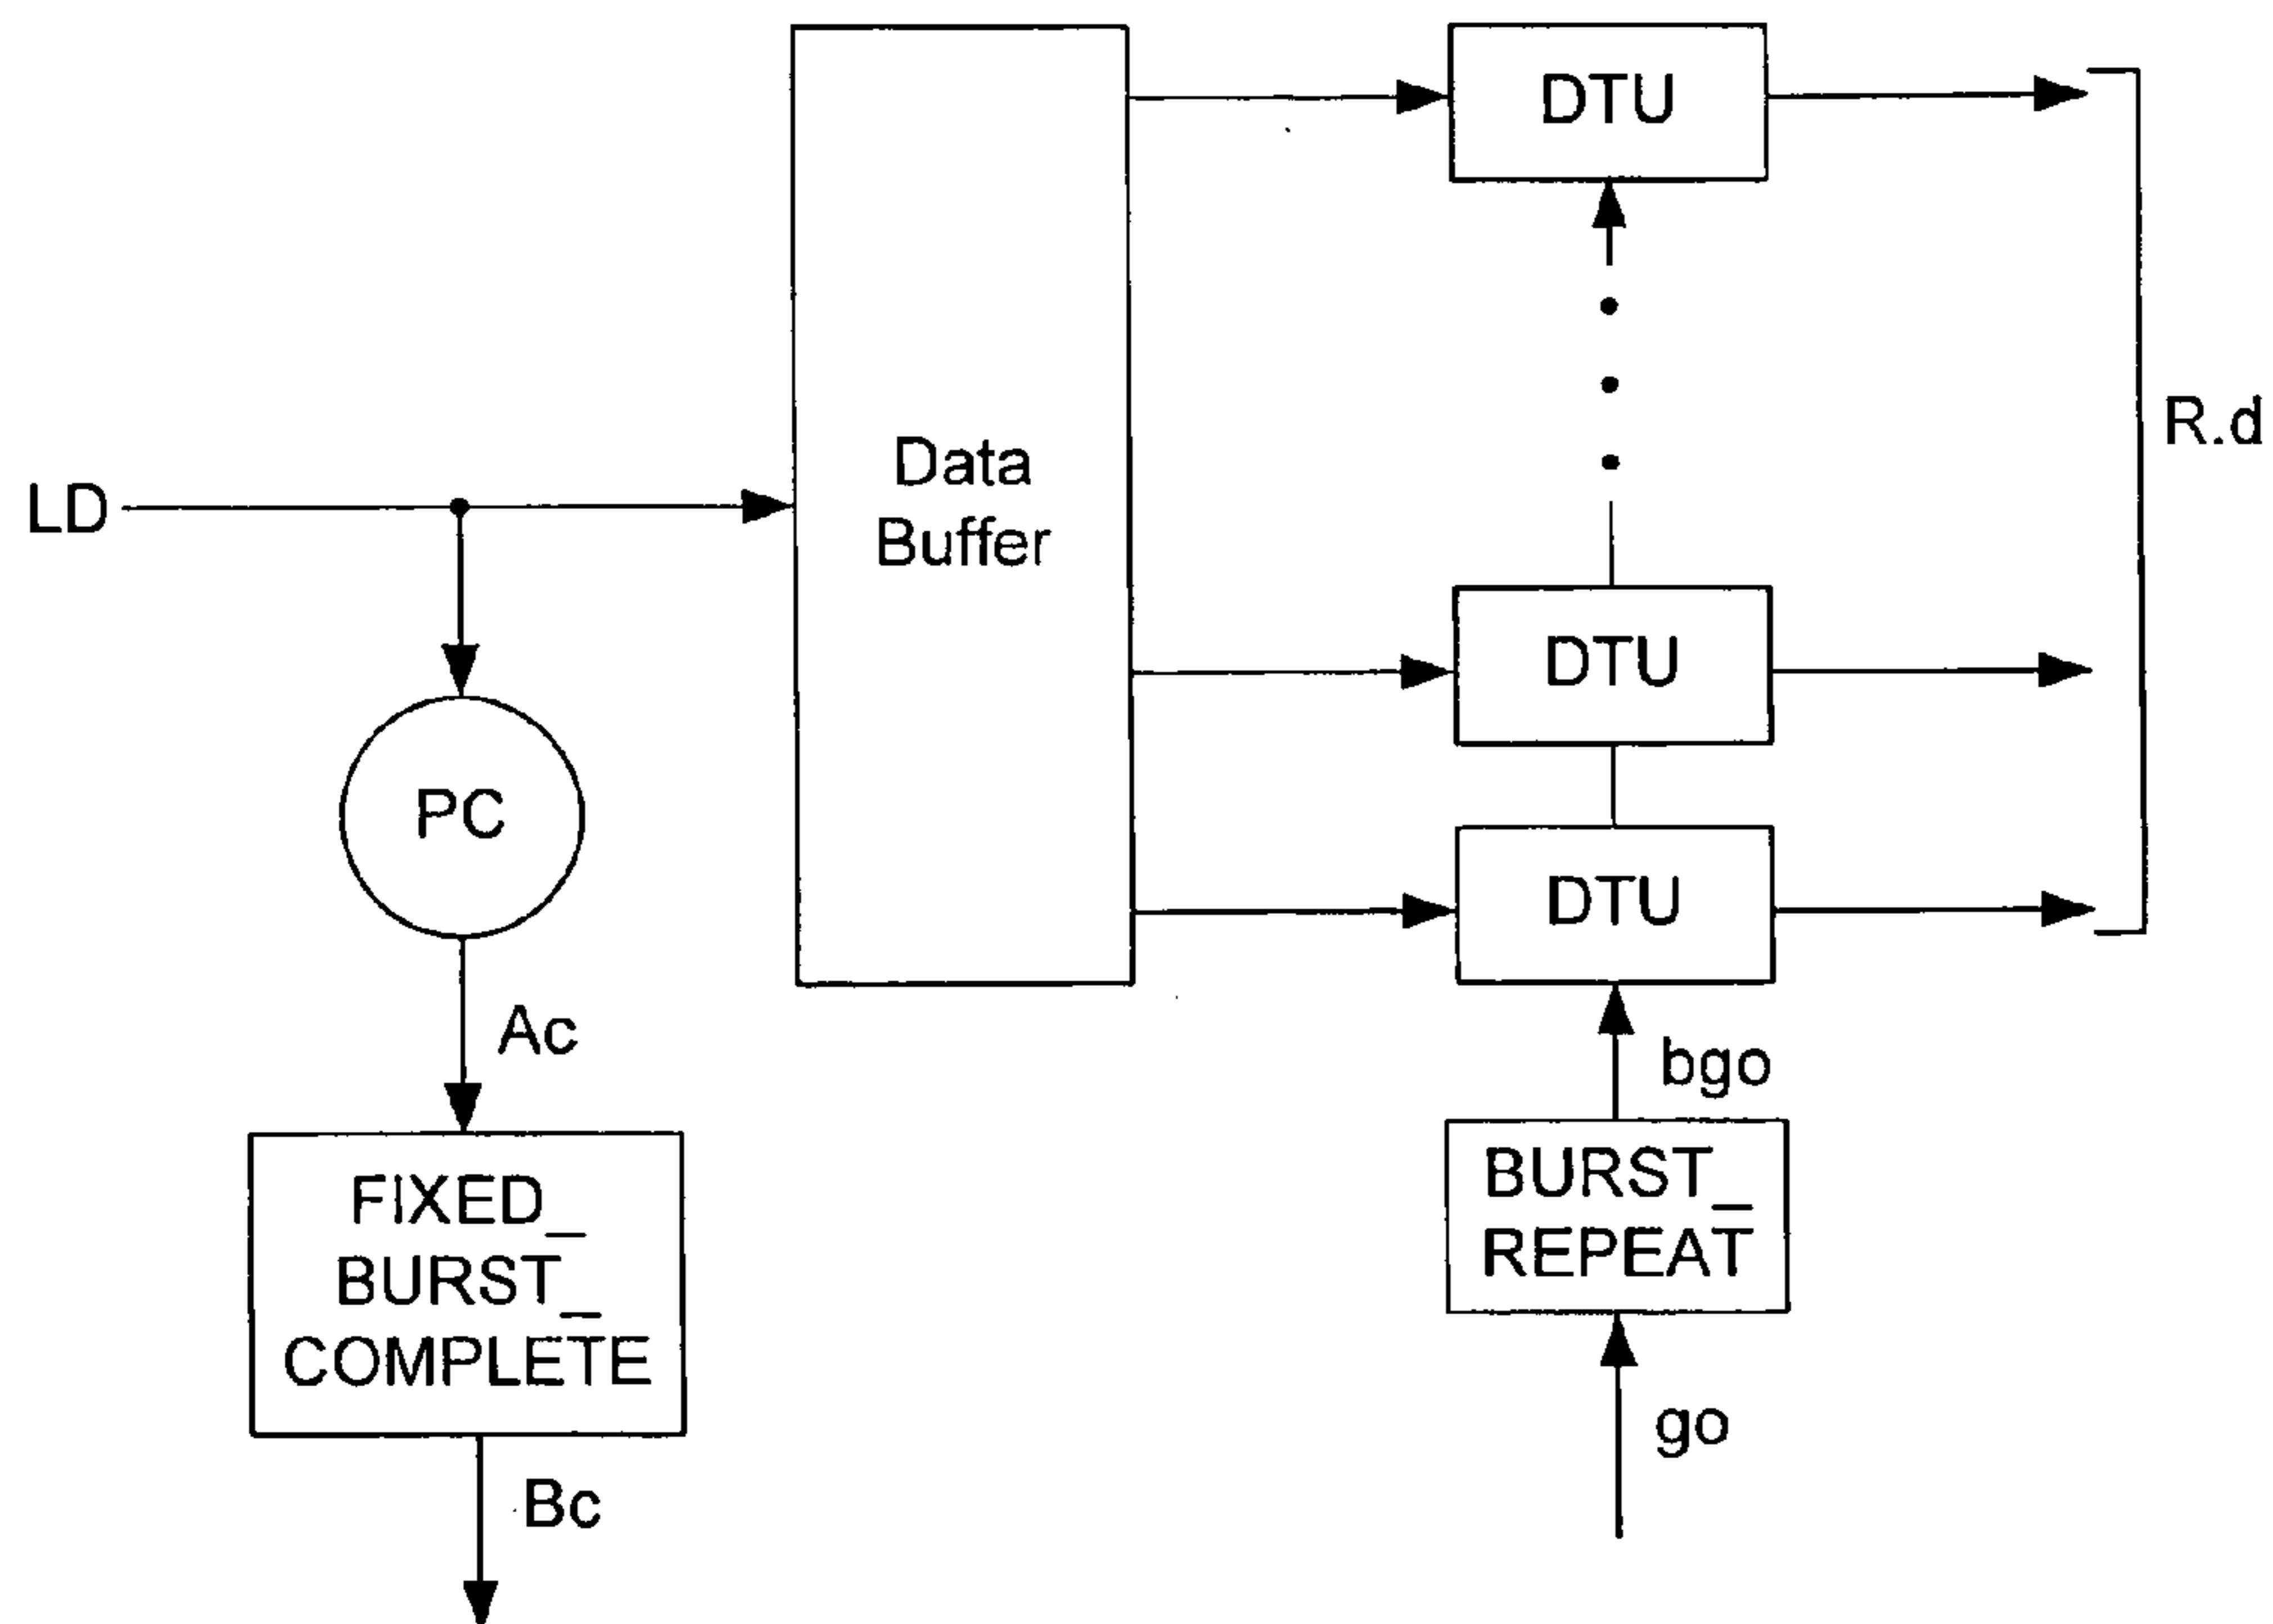 DTU
R.d
Data
Buffer
LD
DTU
PC
DTU
Ac
bgo
FIXED_
BURST_
COMPLETE
BURST_
REPEAT
go
Bc